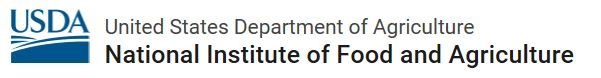 USDA
United States Department of Agriculture
National Institute of Food and Agriculture